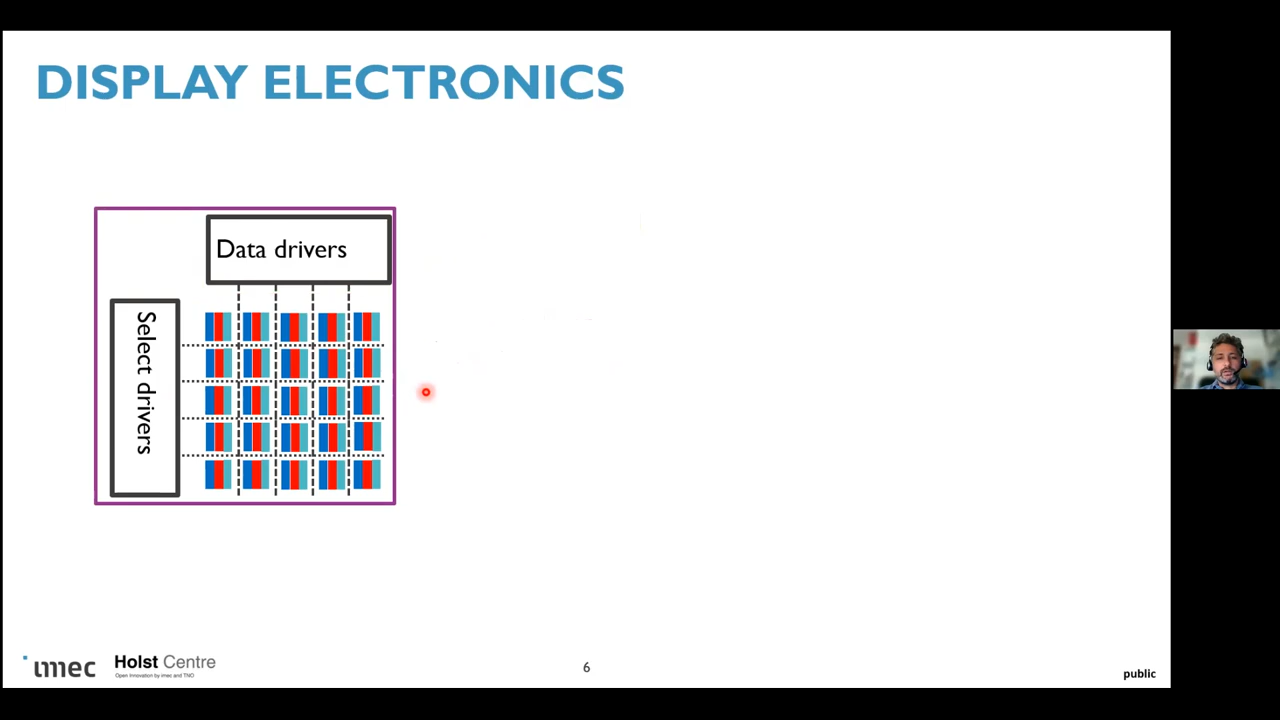 DISPLAY ELECTRONICS
Data drivers
Select drivers
imec
Holst Centre
Open Innovation by imec and TNO
6
public